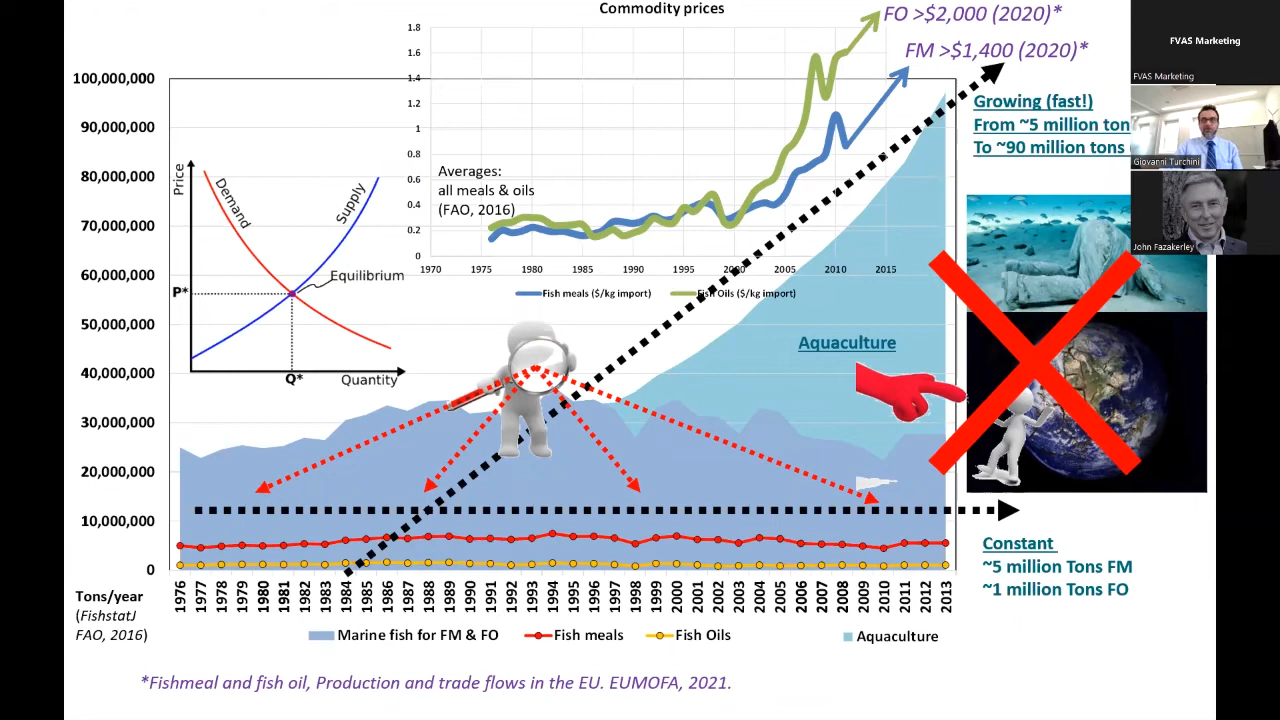 Commodity prices
FO >$2,000 (2020)*
FM >$1,400 (2020)*
1.8
1.6
1.4
1.2
1
0.8
0.6
0.4
0.2
0
Averages:
all meals & oils
(FAO, 2016)
1970 1975 1980 1985 1990 1995 2000 2005 2010 2015
Fish meals ($/kg import) Fish Oils ($/kg import)
100,000,000
90,000,000
80,000,000
70,000,000
60,000,000
50,000,000
40,000,000
30,000,000
20,000,000
10,000,000
0
Price
Demand
Supply
Equilibrium
P*
Q*
Quantity
Growing (fast!)
From ~5 million ton
To ~90 million tons
FVAS Marketing
FVAS Marketing
Giovanni Turchini
John Fazakerley
Aquaculture
Constant
~5 million Tons FM
~1 million Tons FO
1976 1977 1978 1979 1980 1981 1982 1983 1984 1985 1986 1987 1988 1989 1990 1991 1992 1993 1994 1995 1996 1997 1998 1999 2000 2001 2002 2003 2004 2005 2006 2007 2008 2009 2010 2011 2012 2013
Tons/year
(FishstatJ
FAO, 2016)
Marine fish for FM & FO Fish meals Fish Oils Aquaculture
*Fishmeal and fish oil, Production and trade flows in the EU. EUMOFA, 2021.